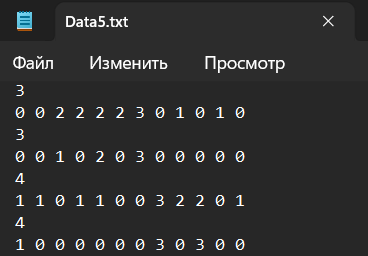 Data5.txt
Файл Изменить Просмотр
3
0 0 2 2 2 2 3 0 1 0 1 0
3
0 0 1 0 2 0 3 0 0 0 0 0
4
1 1 0 1 1 0 0 3 2 2 0 1
4
1 0 0 0 0 0 0 3 0 3 0 0